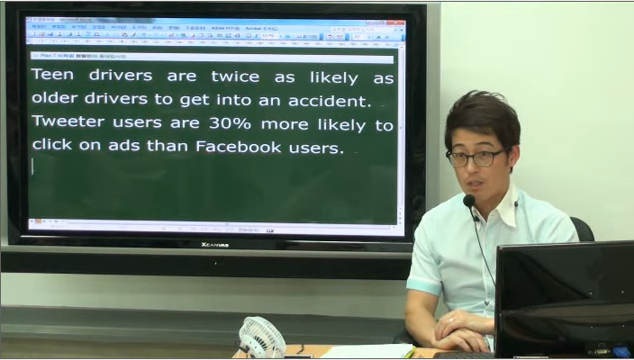 Teen drivers are twice as likely as
older drivers to get into an accident.
Tweeter users are 30% more likely to
click on ads than Facebook users.
XCANVAS